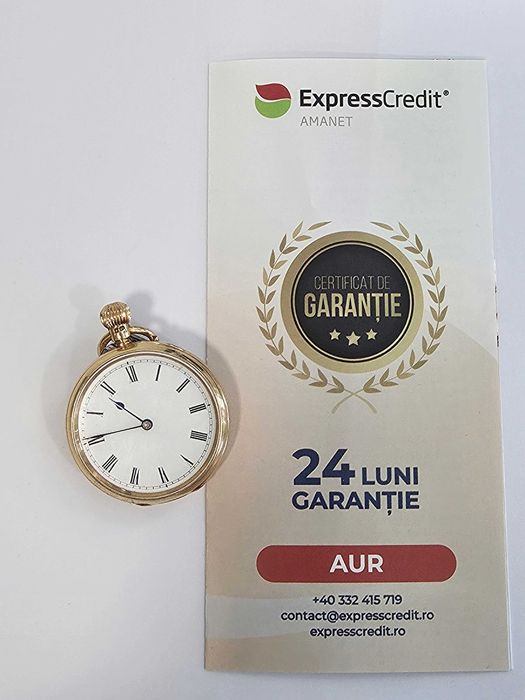 ExpressCredit®
AMANET
CERTIFICAT DE
GARANȚIE
24 LUNI
GARANȚIE
AUR
+40 332 415 719
contact@expresscredit.ro
expresscredit.ro